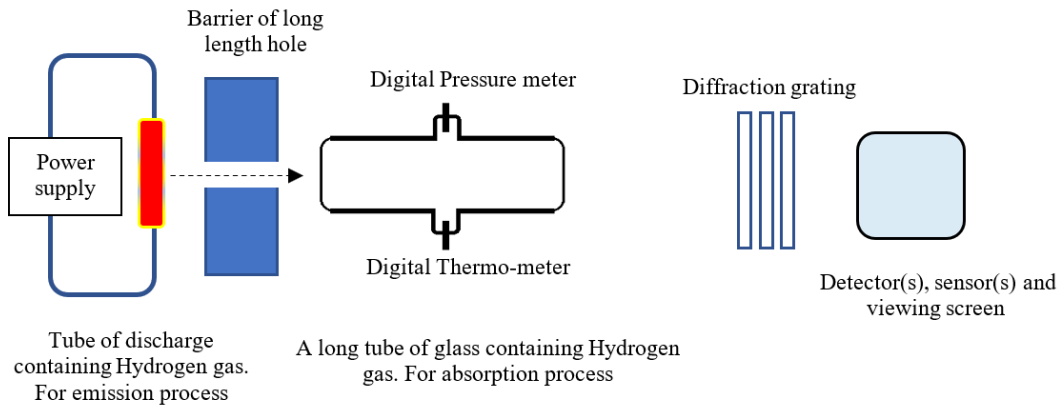 Barrier of long
length hole
Digital Pressure meter
Diffraction grating
Power
supply
Digital Thermo-meter
Detector(s), sensor(s) and
viewing screen
Tube of discharge
containing Hydrogen gas.
For emission process
A long tube of glass containing Hydrogen
gas. For absorption process